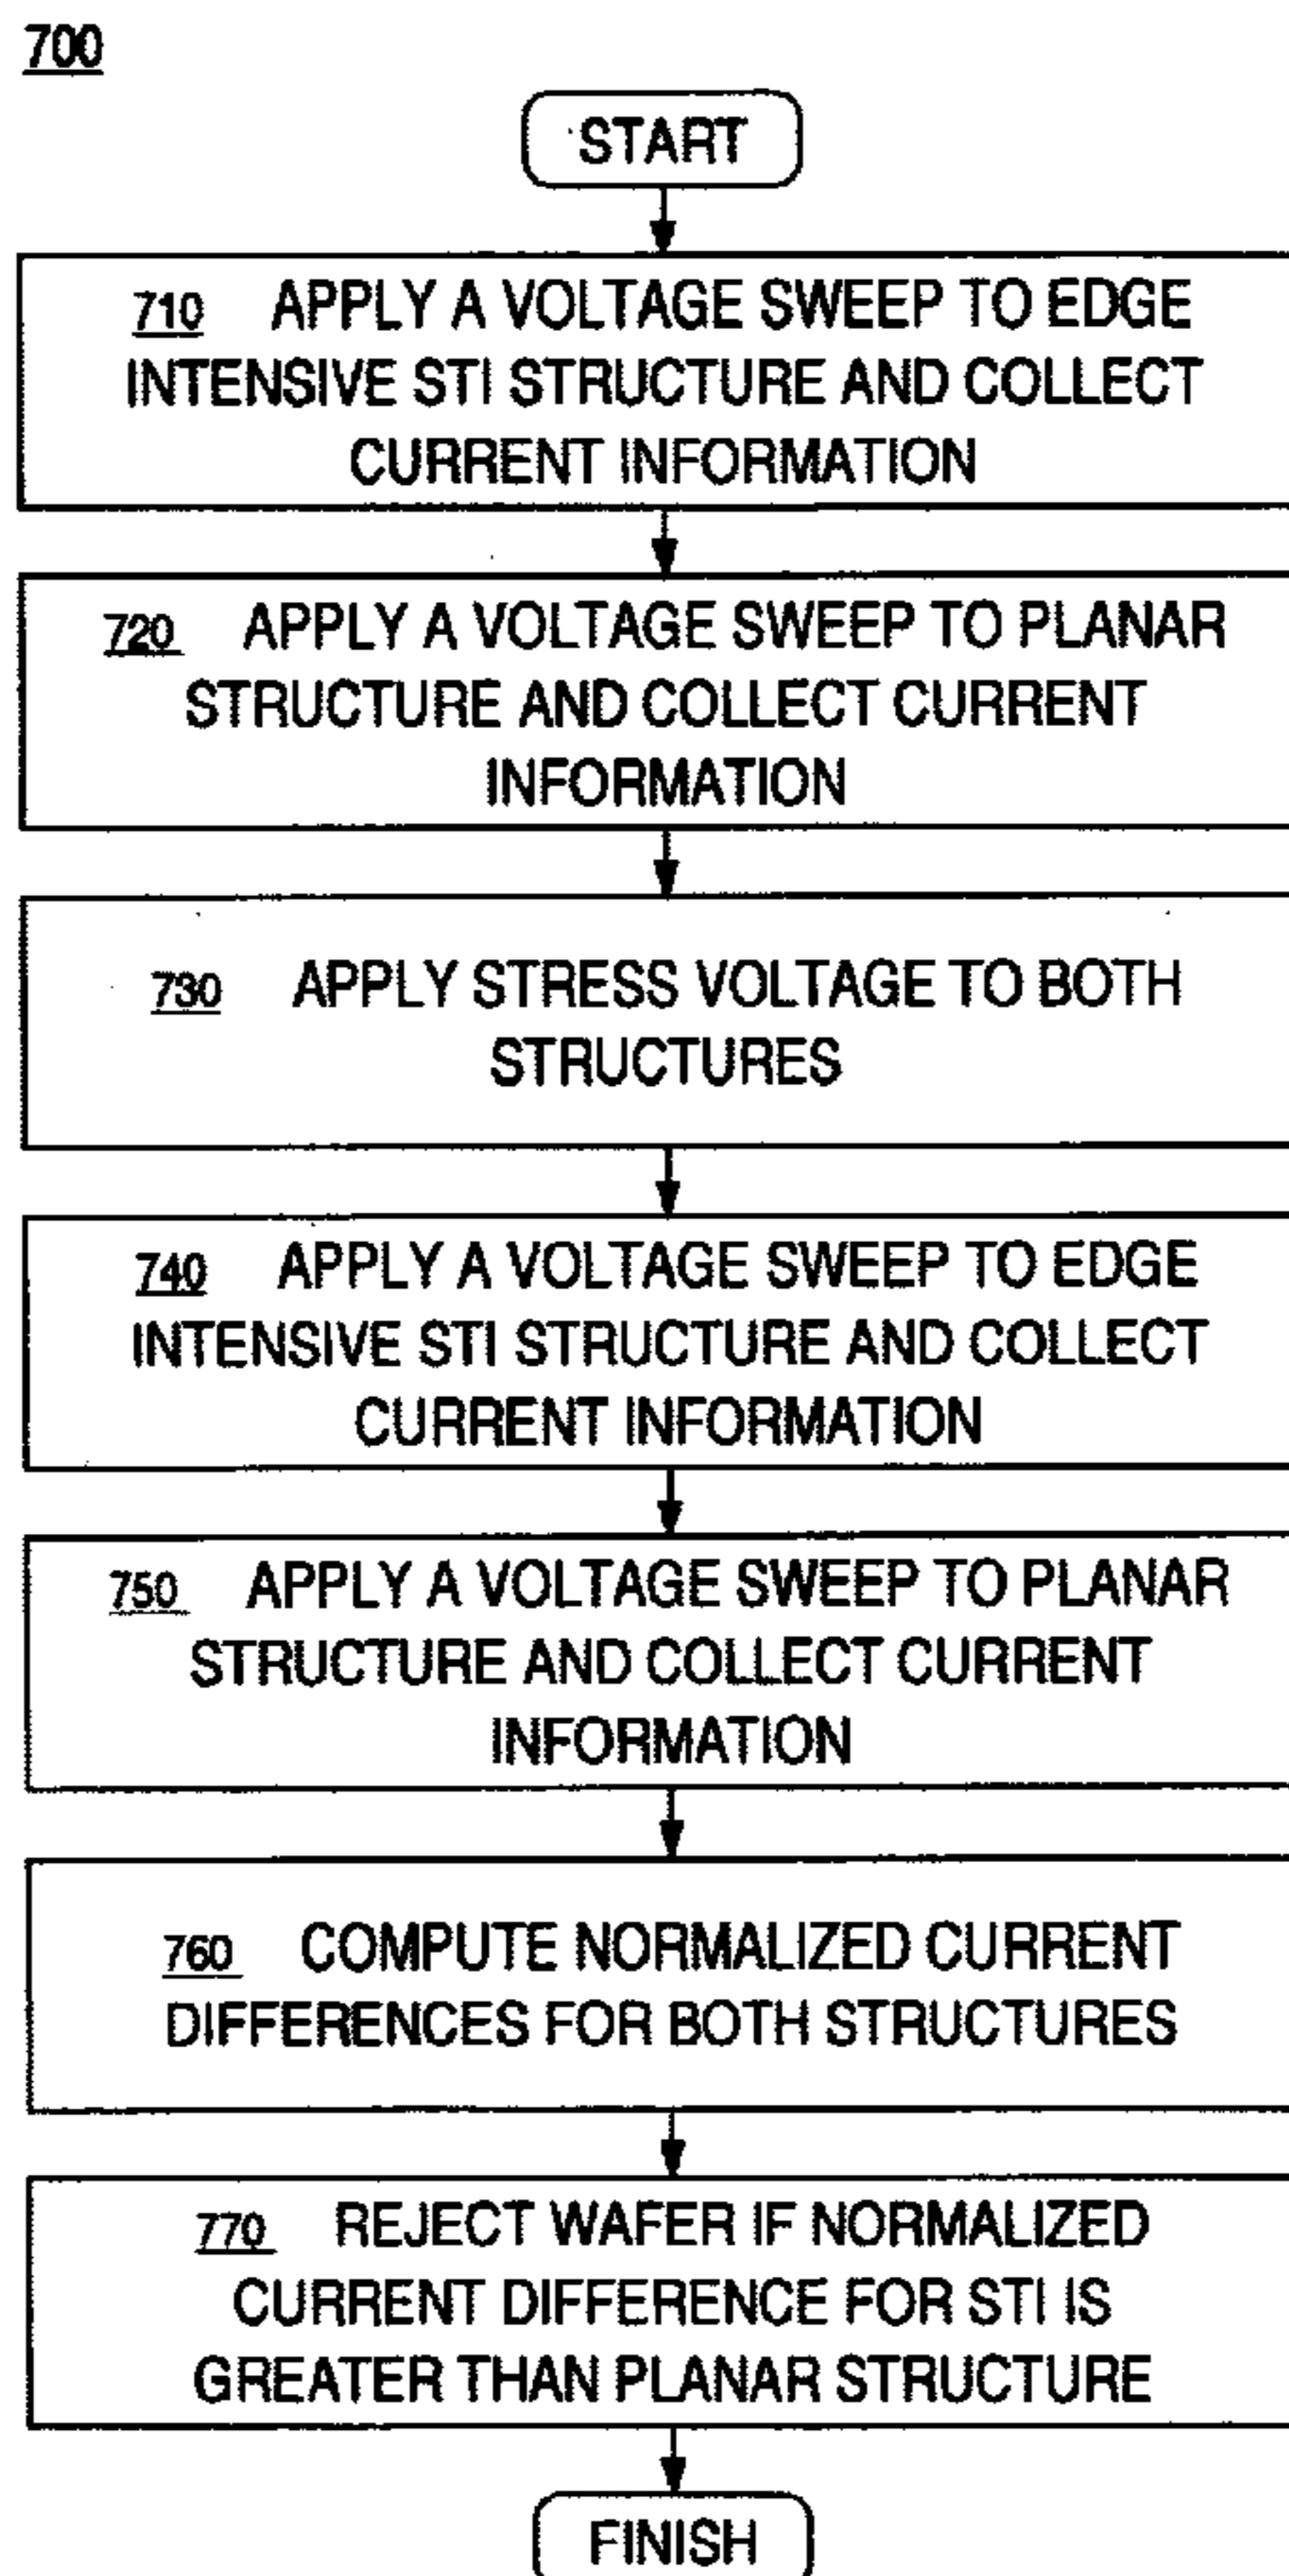 700
START
710 APPLY A VOLTAGE SWEEP TO EDGE
INTENSIVE STI STRUCTURE AND COLLECT
CURRENT INFORMATION
720 APPLY A VOLTAGE SWEEP TO PLANAR
STRUCTURE AND COLLECT CURRENT
INFORMATION
730 APPLY STRESS VOLTAGE TO BOTH
STRUCTURES
740 APPLY A VOLTAGE SWEEP TO EDGE
INTENSIVE STI STRUCTURE AND COLLECT
CURRENT INFORMATION
750 APPLY A VOLTAGE SWEEP TO PLANAR
STRUCTURE AND COLLECT CURRENT
INFORMATION
760 COMPUTE NORMALIZED CURRENT
DIFFERENCES FOR BOTH STRUCTURES
770 REJECT WAFER IF NORMALIZED
CURRENT DIFFERENCE FOR STI IS
GREATER THAN PLANAR STRUCTURE
FINISH